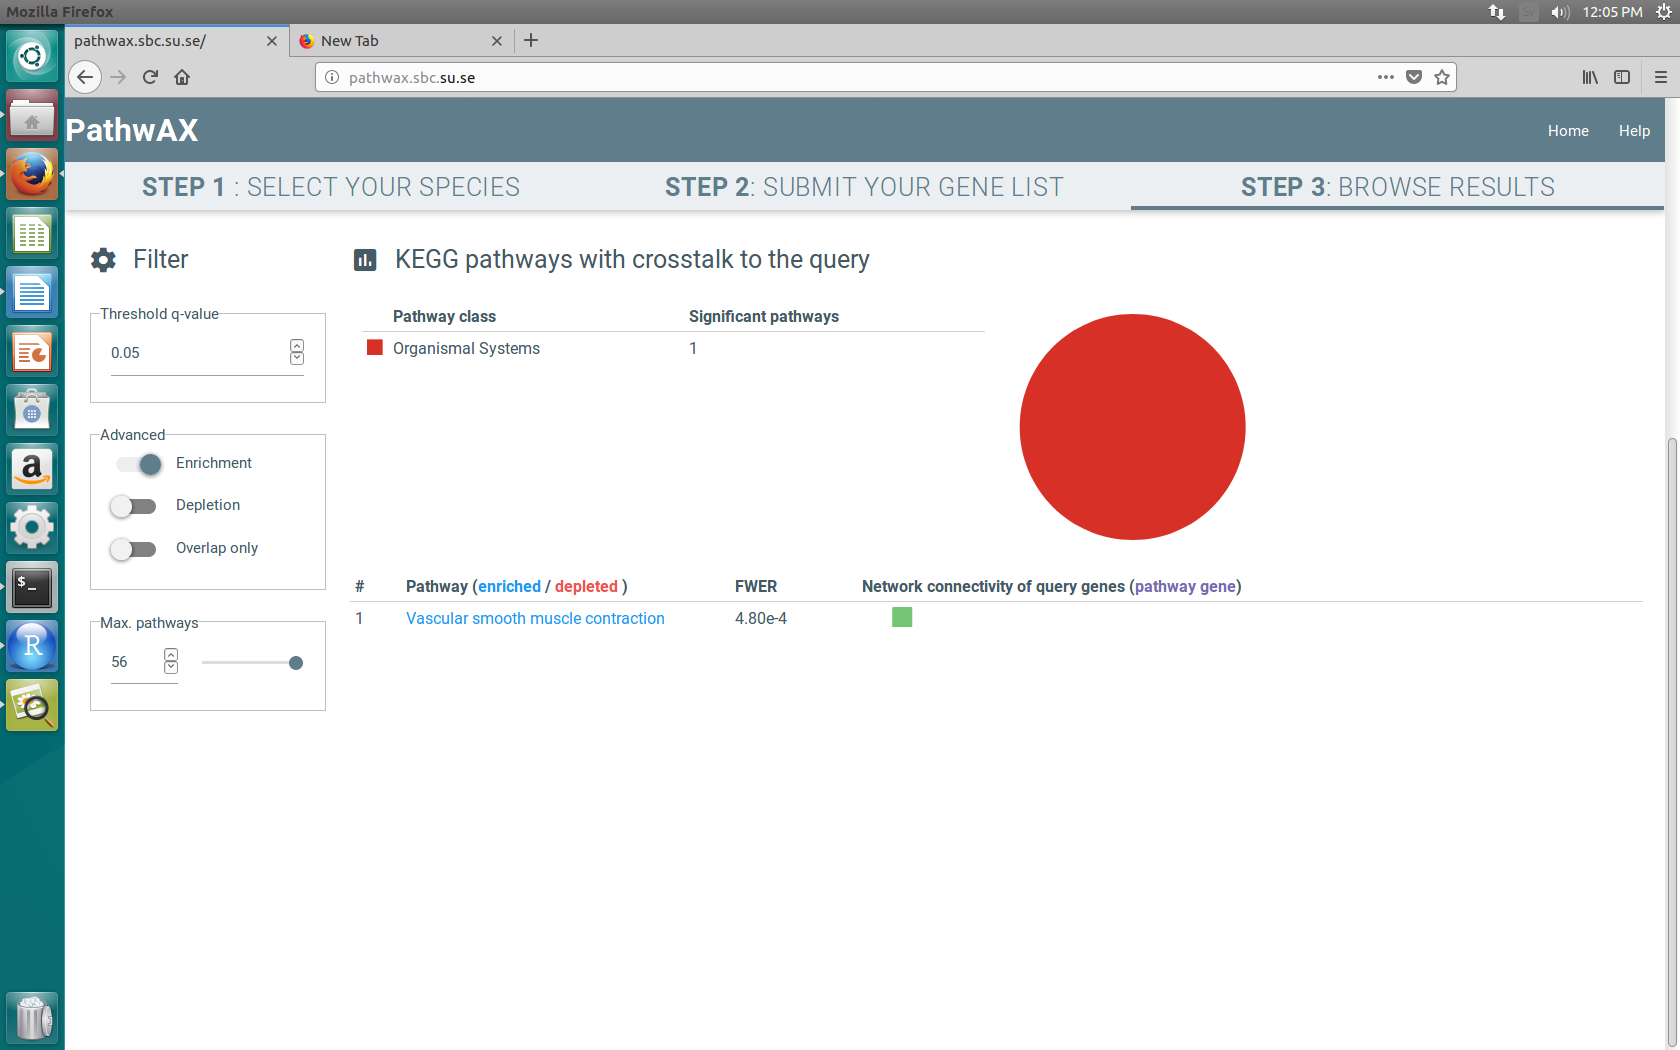 Mozilla Firefox
Sv
12:05 PM
pathwax.sbc.su.se/
New Tab
pathwax.sbc.su.se
PathwAX
Home
Help
STEP 1 : SELECT YOUR SPECIES
STEP 2: SUBMIT YOUR GENE LIST
STEP 3: BROWSE RESULTS
Filter
KEGG pathways with crosstalk to the query
Threshold q-value
0.05
Pathway class Significant pathways
Organismal Systems 1
Advanced
Enrichment
Depletion
Overlap only
# Pathway (enriched / depleted ) FWER Network connectivity of query genes (pathway gene)
1 Vascular smooth muscle contraction 4.80e-4
Max. pathways
56
a
$ _
R